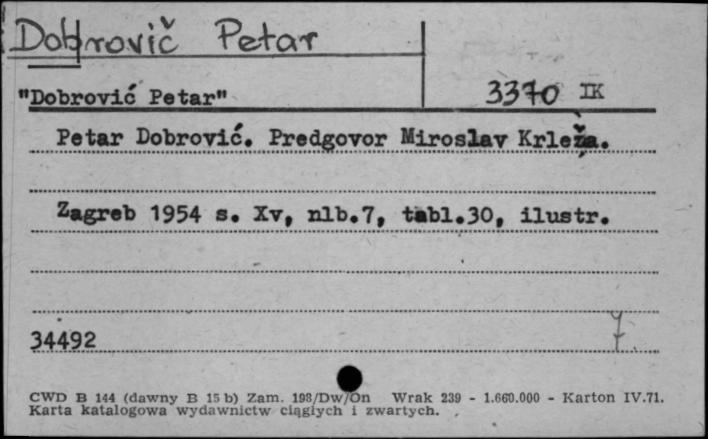 Dobrovič Petar
"Dobrović Petar" 3370 IK
Petar Dobrović. Predgovor Miroslav Krleža.
Zagreb 1954 s. Xv, nlb.7, tabl.30, ilustr.
34492 7.
CWD B 144 (dawny B 15 b) Zam. 198/Dw/On Wrak 239 - 1.660.000 - Karton IV.71.
Karta katalogowa wydawnictw ciągłych i zwartych.